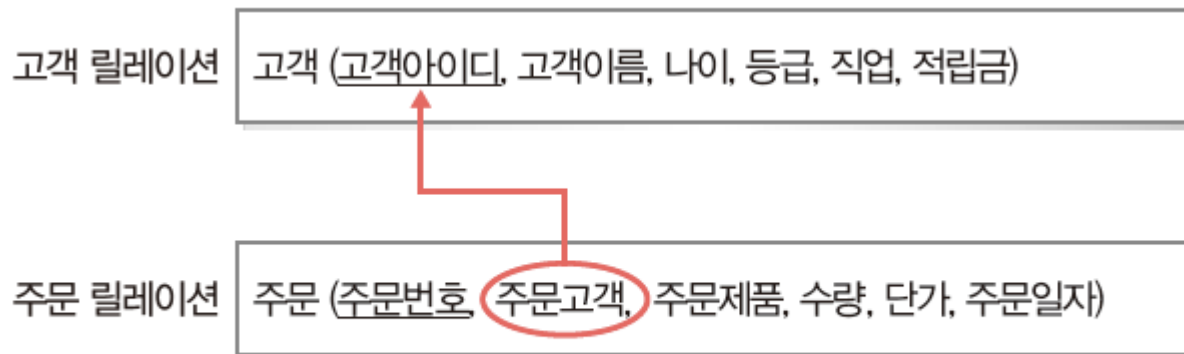 고객 릴레이션 고객 (고객아이디, 고객이름, 나이, 등급, 직업, 적립금)
주문 릴레이션 주문 (주문번호, 주문고객, 주문제품, 수량, 단가, 주문일자)